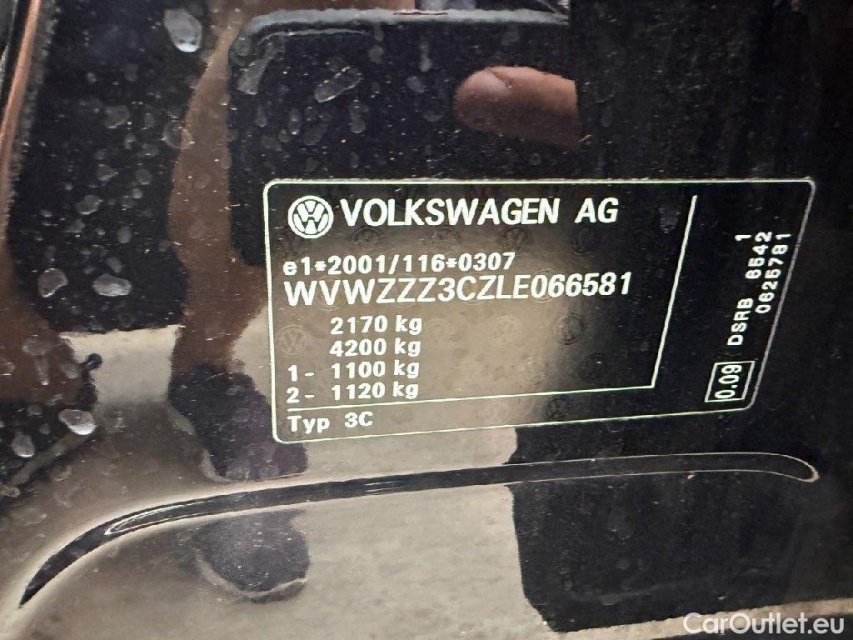 VOLKSWAGEN AG
e1*2001/116*0307
WVWZZZ3CZLE066581
2170 kg
4200 kg
1- 1100 kg
2- 1120 kg
Typ 3C
1
DSRB 6542
0625781
0.09
CarOutlet.eu